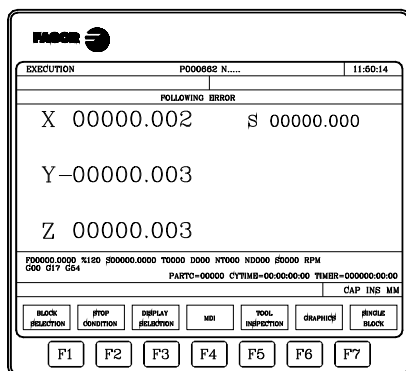 FAGOR
EXECUTION P000662 N..... 11:50:14
FOLLOWING ERROR
X 00000.002 S 00000.000
Y-00000.003
Z 00000.003
F00000.0000 %120 S00000.0000 T0000 D000 NT000 ND000 S0000 RPM
G00 G17 G54
PARTC=00000 CYTIME=00:00:00:00 TIMER=000000:00:00
CAP INS MM
BLOCK SELECTION STOP CONDITION DISPLAY SELECTION MDI TOOL INSPECTION GRAPHICS SINGLE BLOCK
F1 F2 F3 F4 F5 F6 F7